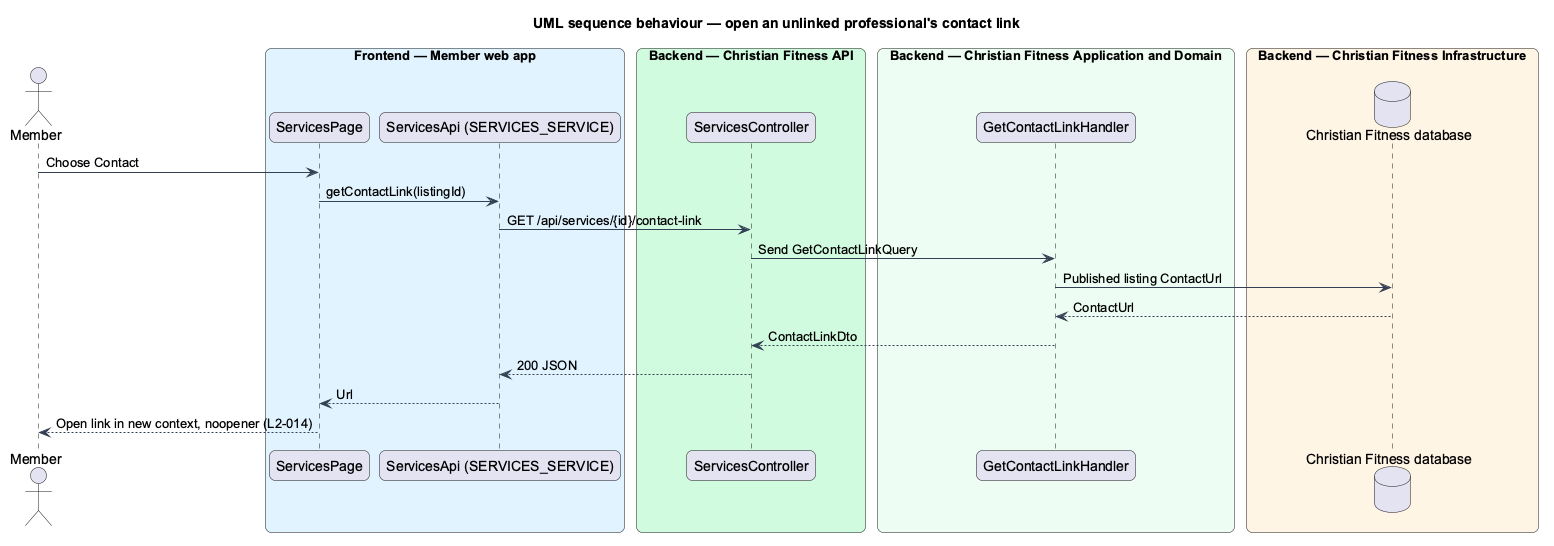 UML sequence behaviour — open an unlinked professional's contact link
Frontend — Member web app
Backend — Christian Fitness API
Backend — Christian Fitness Application and Domain
Backend — Christian Fitness Infrastructure
Member
ServicesPage
ServicesApi (SERVICES_SERVICE)
ServicesController
GetContactLinkHandler
Christian Fitness database
Choose Contact
getContactLink(listingId)
GET /api/services/{id}/contact-link
Send GetContactLinkQuery
Published listing ContactUrl
ContactUrl
ContactLinkDto
200 JSON
Url
Open link in new context, noopener (L2-014)
Member
ServicesPage
ServicesApi (SERVICES_SERVICE)
ServicesController
GetContactLinkHandler
Christian Fitness database